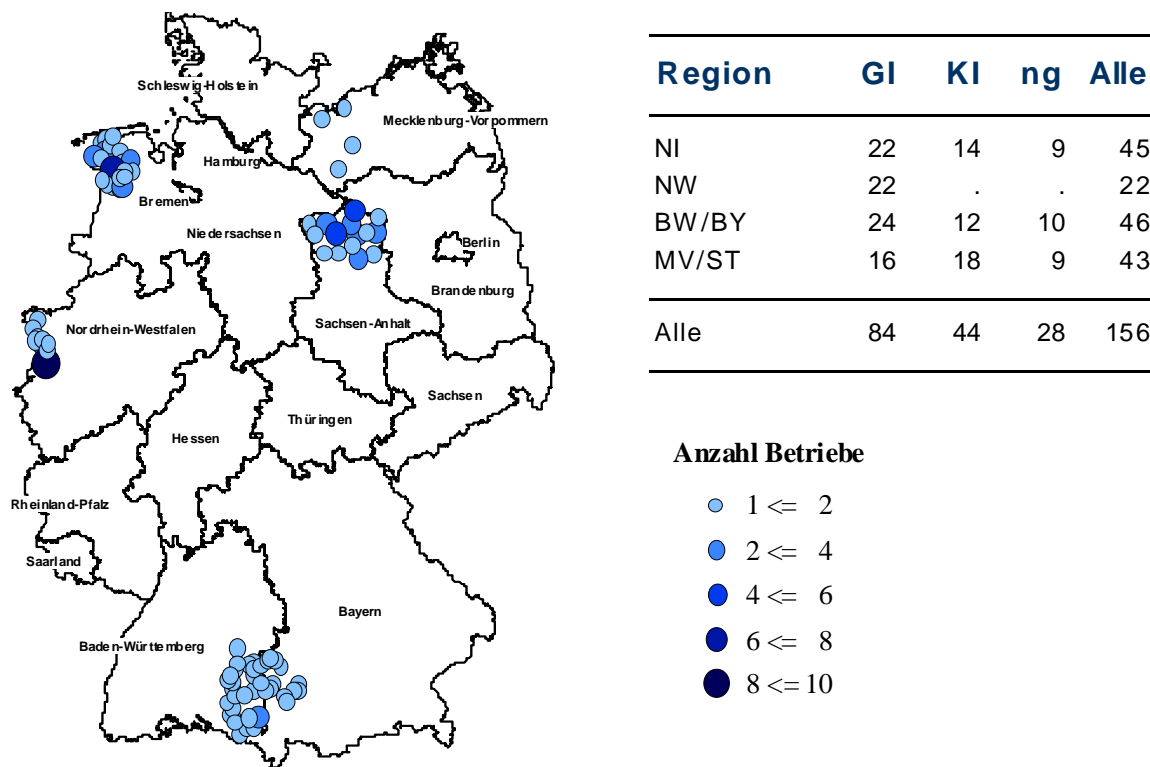 Schleswig-Holstein
Mecklenburg-Vorpommern
Hamburg
Bremen
Niedersachsen
Berlin
Brandenburg
Nordrhein-Westfalen
Sachsen-Anhalt
Sachsen
Thüringen
Hessen
Rheinland-Pfalz
Saarland
Bayern
Baden-Württemberg
Region GI KI ng Alle
NI 22 14 9 45
NW 22 . . 22
BW/BY 24 12 10 46
MV/ST 16 18 9 43
Alle 84 44 28 156
Anzahl Betriebe
1 <= 2
2 <= 4
4 <= 6
6 <= 8
8 <= 10